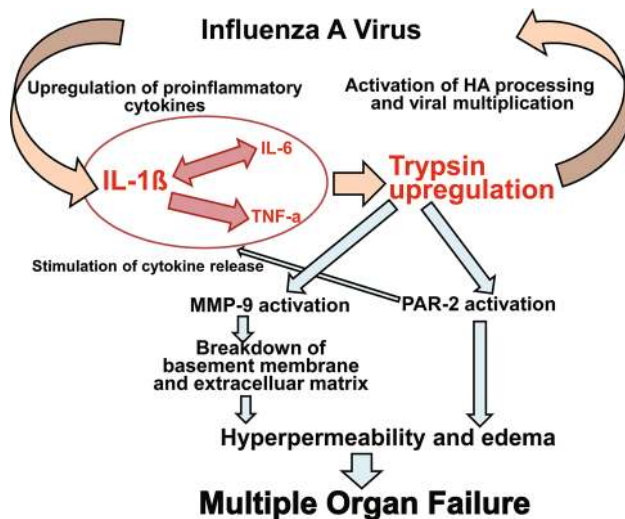 Influenza A Virus
Upregulation of proinflammatory
cytokines
Activation of HA processing
and viral multiplication
IL-6
IL-1ß
TNF-a
Trypsin
upregulation
Stimulation of cytokine release
MMP-9 activation
PAR-2 activation
Breakdown of
basement membrane
and extracelluar matrix
Hyperpermeability and edema
Multiple Organ Failure